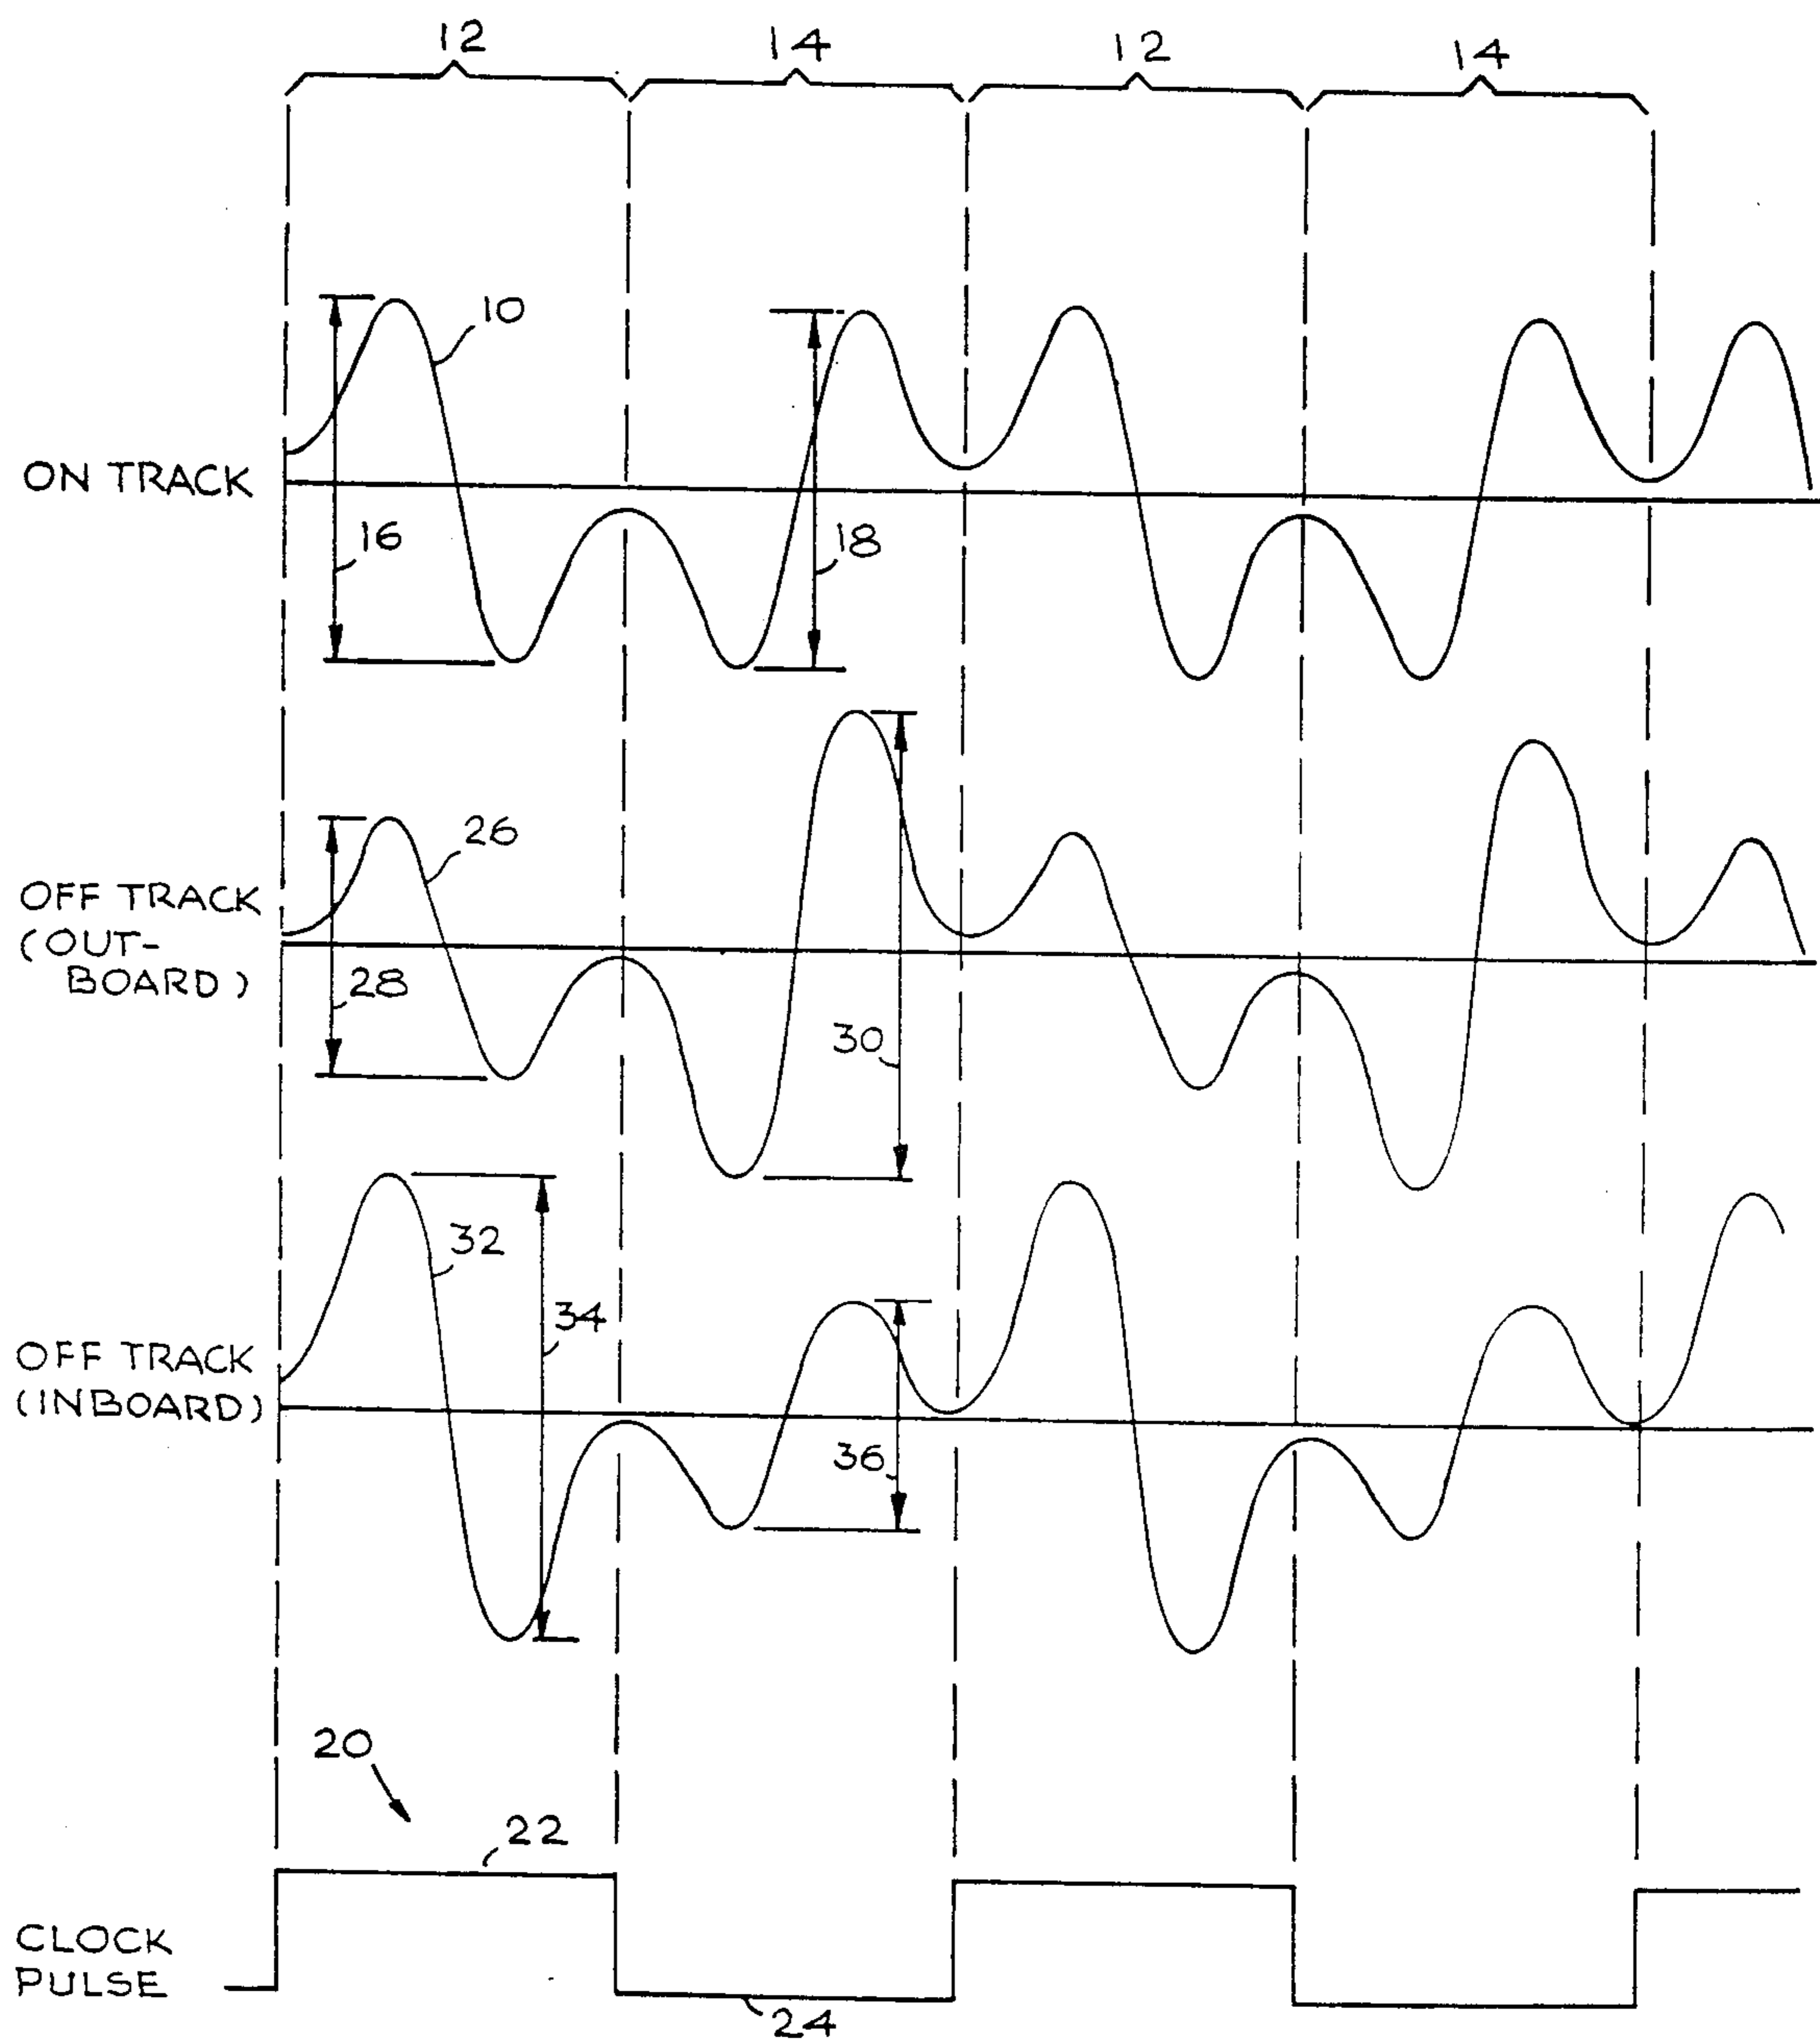 12 14 12 14
10
ON TRACK
16 18
26
OFF TRACK
(OUT-
BOARD)
28
30
32
34
OFF TRACK
(INBOARD)
36
20
22
CLOCK
PULSE
24